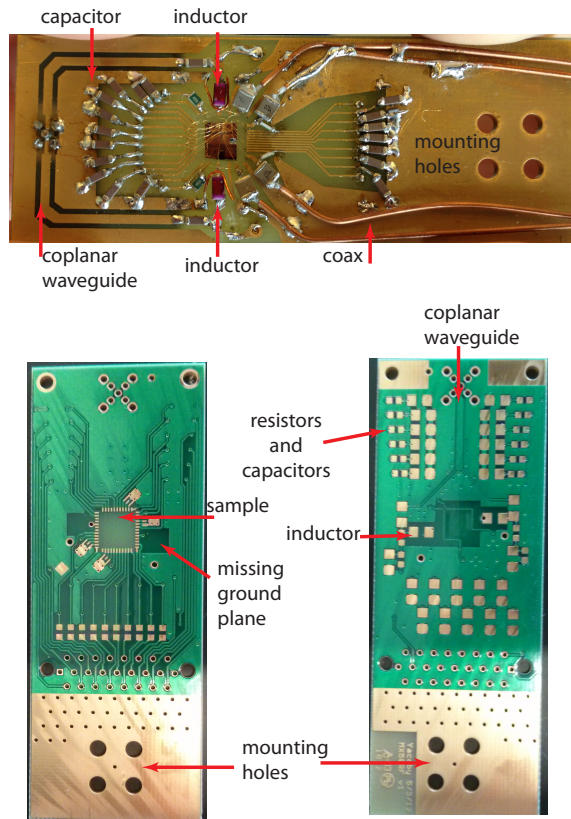 capacitor
inductor
mounting
holes
coplanar
waveguide
inductor
coax
coplanar
waveguide
resistors
and
capacitors
sample
inductor
missing
ground
plane
mounting
holes